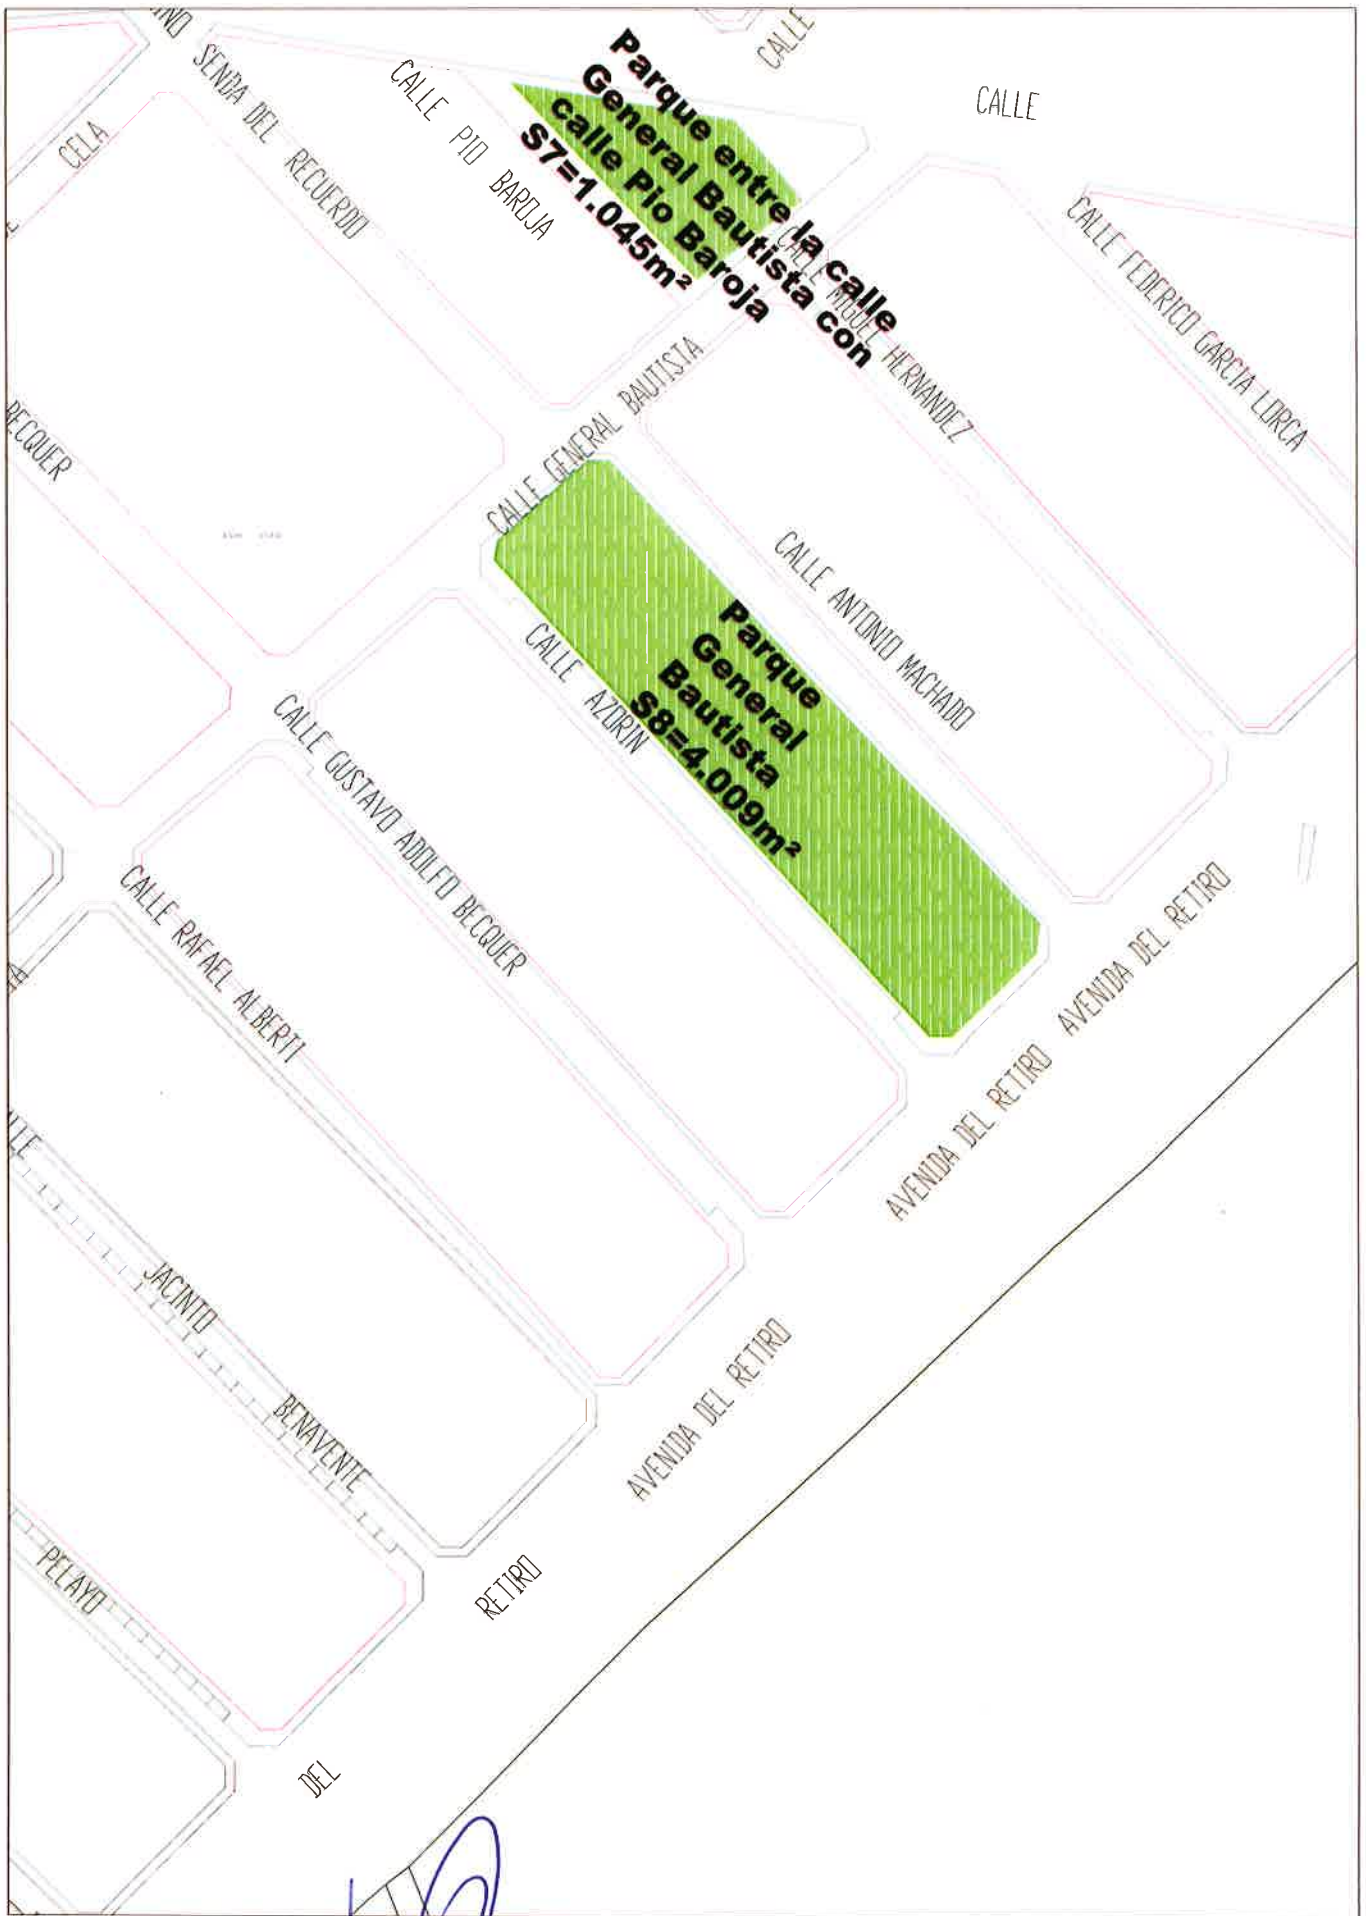 SENDA DEL RECUERDO
CELA
CALLE PIO BAROJA
CALLE
CALLE
Parque entre la calle
General Bautista con
calle Pio Baroja
S7=1.045m²
CALLE MIGUEL HERNANDEZ
CALLE FEDERICO GARCIA LORCA
BECQUER
CALLE GENERAL BAUTISTA
CALLE ANTONIO MACHADO
Parque
General
Bautista
S8=4.009m²
CALLE AZORIN
CALLE GUSTAVO ADOLFO BECQUER
CALLE RAFAEL ALBERTI
AVENIDA DEL RETIRO
AVENIDA DEL RETIRO
JACINTO
BENAVENTE
AVENIDA DEL RETIRO
PELAYO
RETIRO
DEL